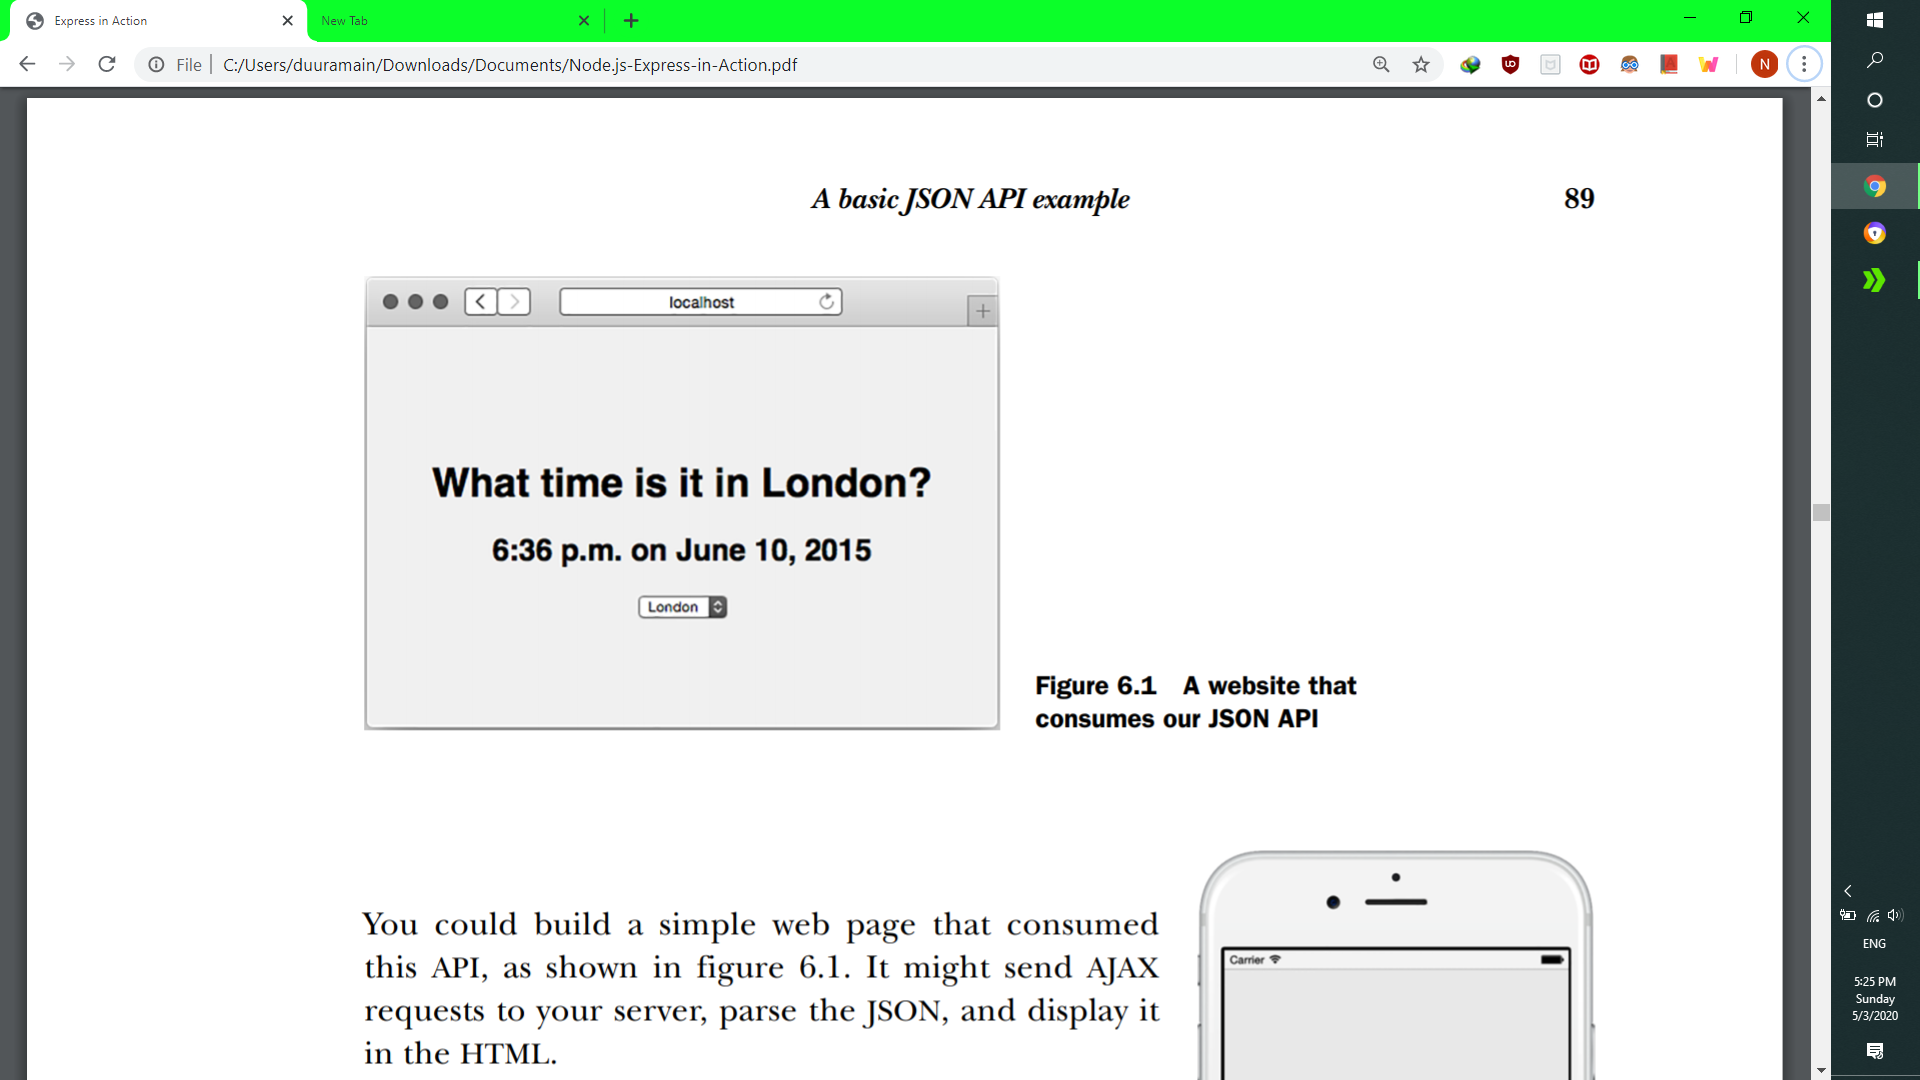 Express in Action
New Tab
File
C:/Users/duuramain/Downloads/Documents/Node.js-Express-in-Action.pdf
N
A basic JSON API example
89
localhost
What time is it in London?
6:36 p.m. on June 10, 2015
London
Figure 6.1 A website that
consumes our JSON API
You could build a simple web page that consumed
this API, as shown in figure 6.1. It might send AJAX
requests to your server, parse the JSON, and display it
in the HTML.
Carrier
ENG
5:25 PM
Sunday
5/3/2020